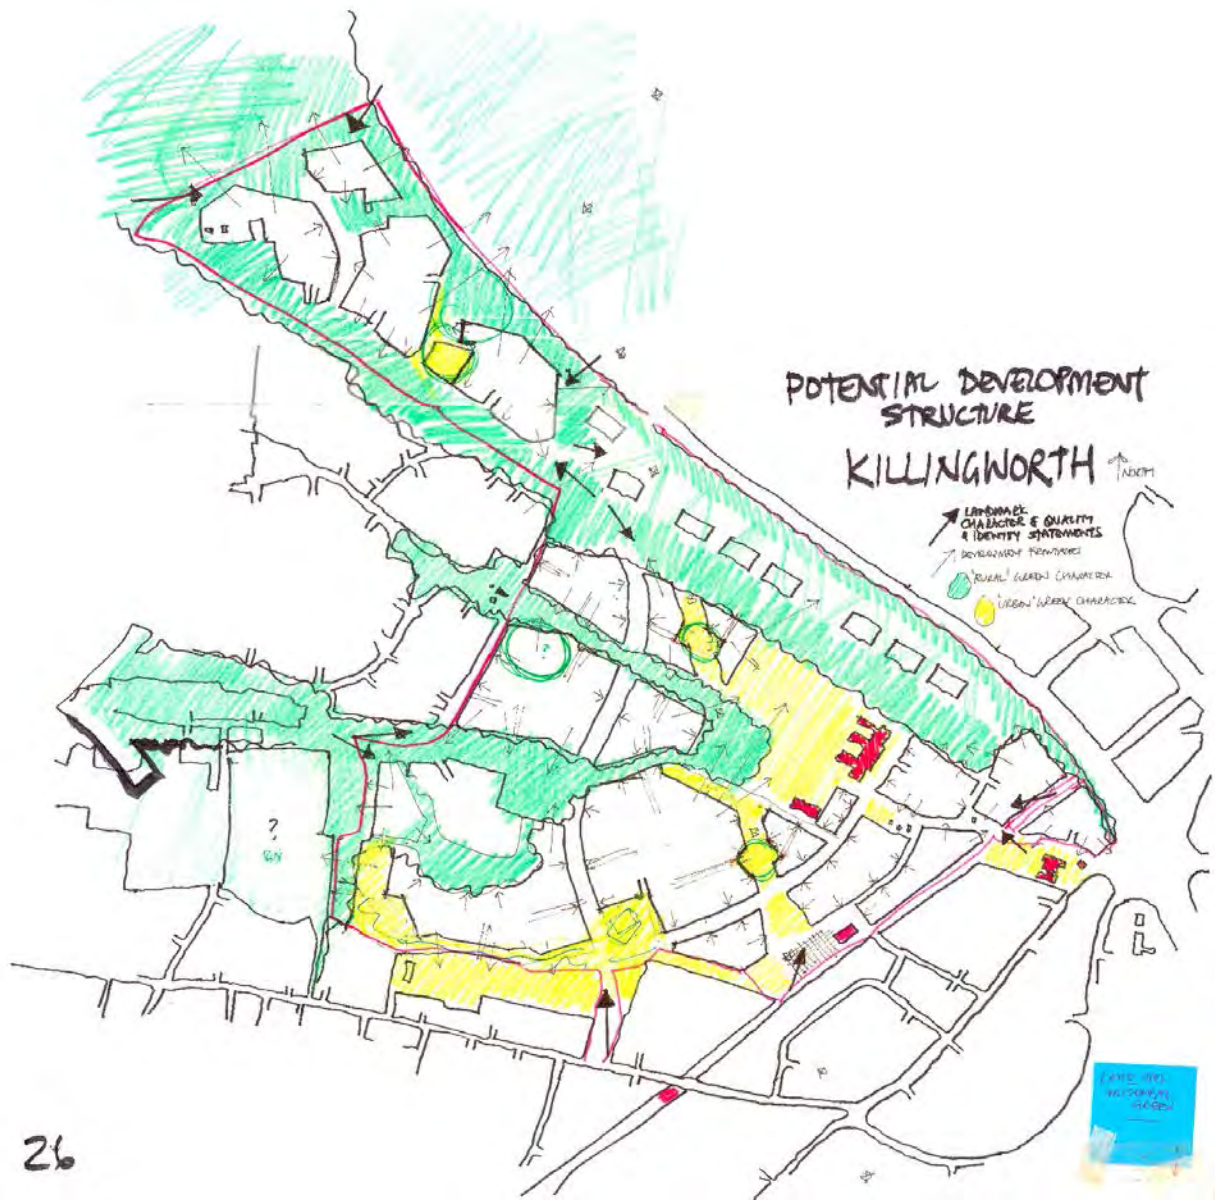 POTENTIAL DEVELOPMENT
STRUCTURE
KILLINGWORTH
NORTH
LANDMARK
CHARACTER & QUALITY
& IDENTITY STATEMENTS
DEVELOPMENT FRONTAGES
'RURAL' GREEN CHARACTER
'URBAN' GREEN CHARACTER
?
?
GREEN
26